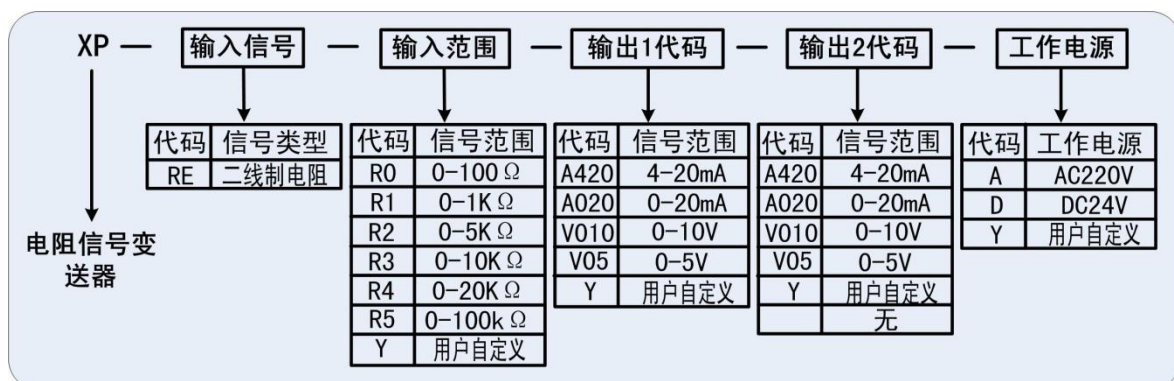 XP — 输入信号 — 输入范围 — 输出1代码 — 输出2代码 — 工作电源
电阻信号变
送器
代码 信号类型
RE 二线制电阻
代码 信号范围
R0 0-100Ω
R1 0-1KΩ
R2 0-5KΩ
R3 0-10KΩ
R4 0-20KΩ
R5 0-100kΩ
Y 用户自定义
代码 信号范围
A420 4-20mA
A020 0-20mA
V010 0-10V
V05 0-5V
Y 用户自定义
代码 信号范围
A420 4-20mA
A020 0-20mA
V010 0-10V
V05 0-5V
Y 用户自定义
无
代码 工作电源
A AC220V
D DC24V
Y 用户自定义